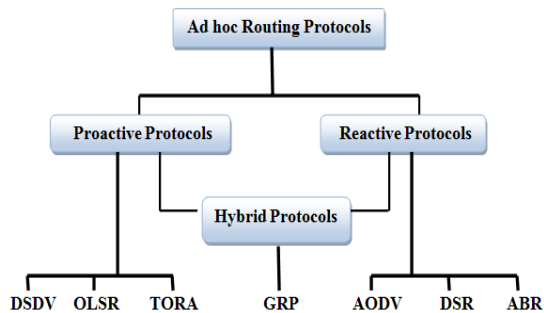 Ad hoc Routing Protocols
Proactive Protocols
Reactive Protocols
Hybrid Protocols
DSDV OLSR TORA GRP AODV DSR ABR